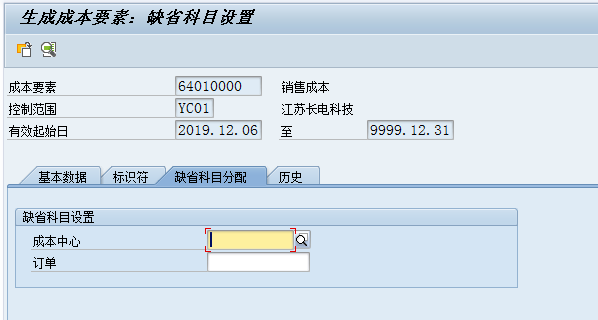 生成成本要素：缺省科目设置
成本要素 64010000 销售成本
控制范围 YC01 江苏长电科技
有效起始日 2019.12.06 至 9999.12.31
基本数据 标识符 缺省科目分配 历史
缺省科目设置
成本中心
订单